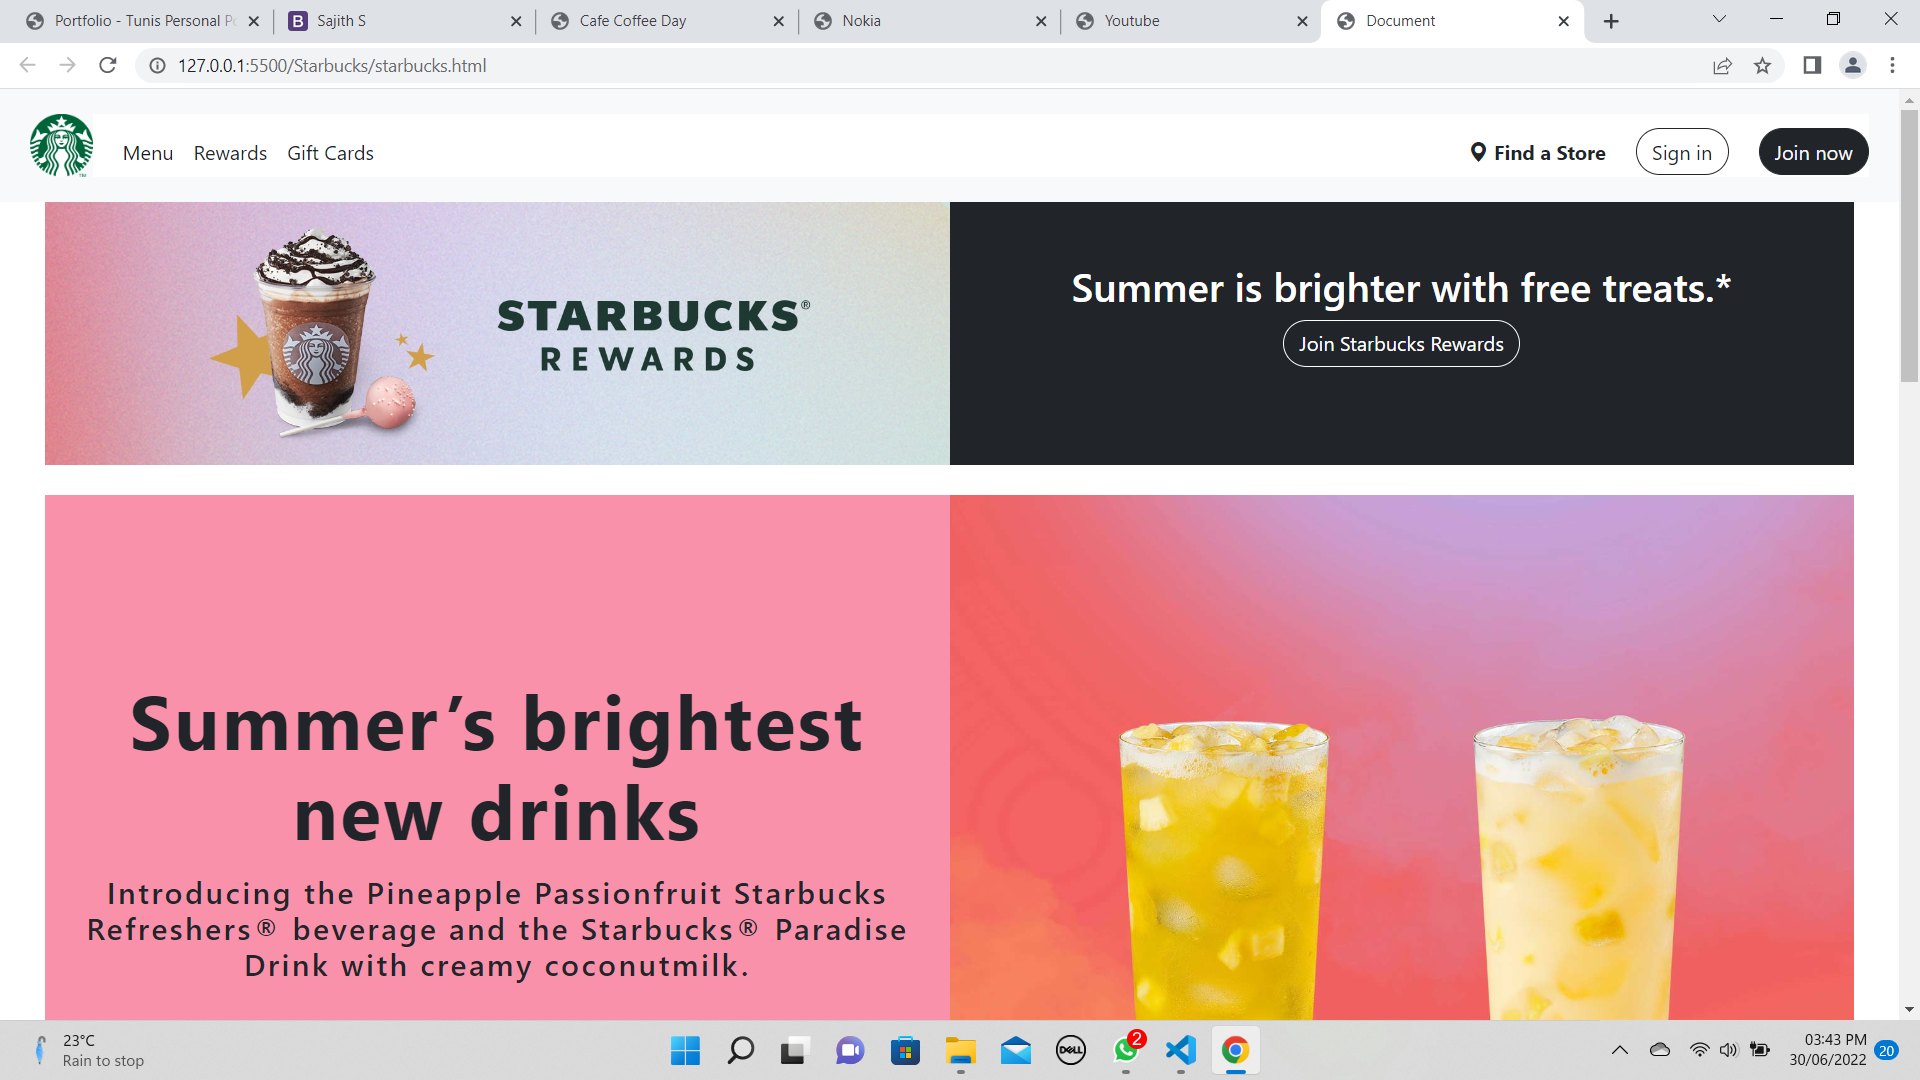 Portfolio - Tunis Personal Po
Sajith S
Cafe Coffee Day
Nokia
Youtube
Document
127.0.0.1:5500/Starbucks/starbucks.html
Menu
Rewards
Gift Cards
Find a Store
Sign in
Join now
STARBUCKS®
REWARDS
Summer is brighter with free treats.*
Join Starbucks Rewards
Summer’s brightest
new drinks
Introducing the Pineapple Passionfruit Starbucks
Refreshers® beverage and the Starbucks® Paradise
Drink with creamy coconutmilk.
23°C
Rain to stop
DELL
2
03:43 PM
30/06/2022
20